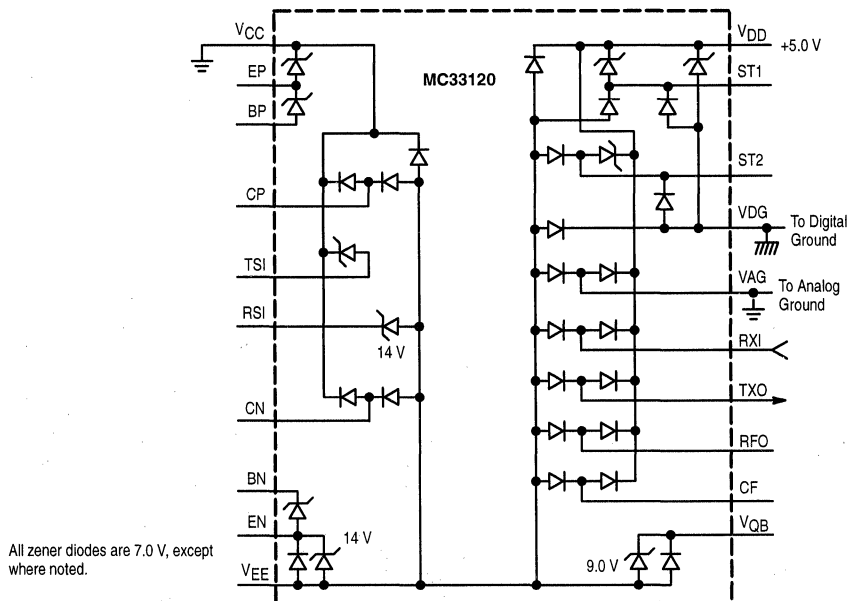 VCC
EP
BP
CP
TSI
RSI
14 V
CN
BN
EN
14 V
VEE
All zener diodes are 7.0 V, except
where noted.
MC33120
VDD
+5.0 V
ST1
ST2
VDG
To Digital
Ground
VAG
To Analog
Ground
RXI
TXO
RFO
CF
VQB
9.0 V